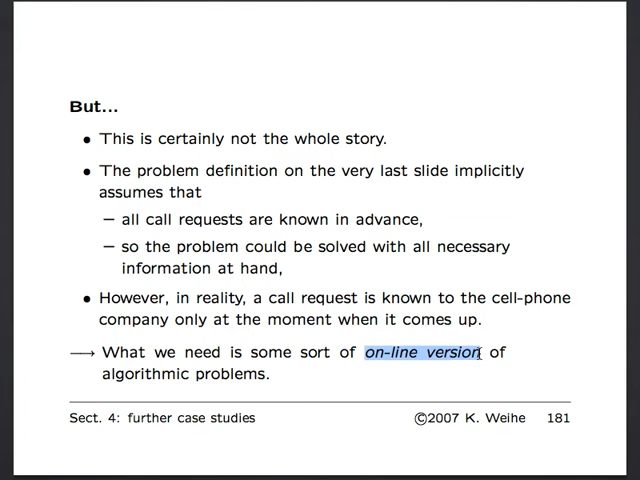 But...
• This is certainly not the whole story.
• The problem definition on the very last slide implicitly
assumes that
– all call requests are known in advance,
– so the problem could be solved with all necessary
information at hand,
• However, in reality, a call request is known to the cell-phone
company only at the moment when it comes up.
⟶ What we need is some sort of on-line version of
algorithmic problems.
Sect. 4: further case studies ©2007 K. Weihe 181